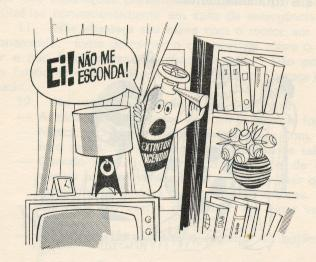 Ei! NÃO ME
ESCONDA!
EXTINTOR
INCÊNDIO